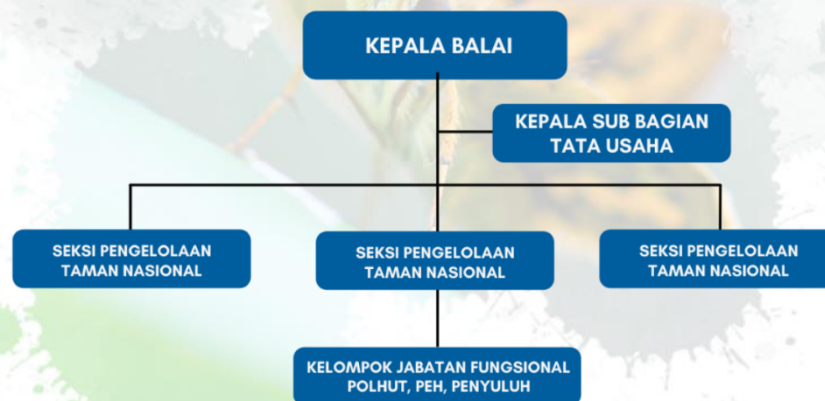 KEPALA BALAI
KEPALA SUB BAGIAN
TATA USAHA
SEKSI PENGELOLAAN
TAMAN NASIONAL
SEKSI PENGELOLAAN
TAMAN NASIONAL
SEKSI PENGELOLAAN
TAMAN NASIONAL
KELOMPOK JABATAN FUNGSIONAL
POLHUT, PEH, PENYULUH